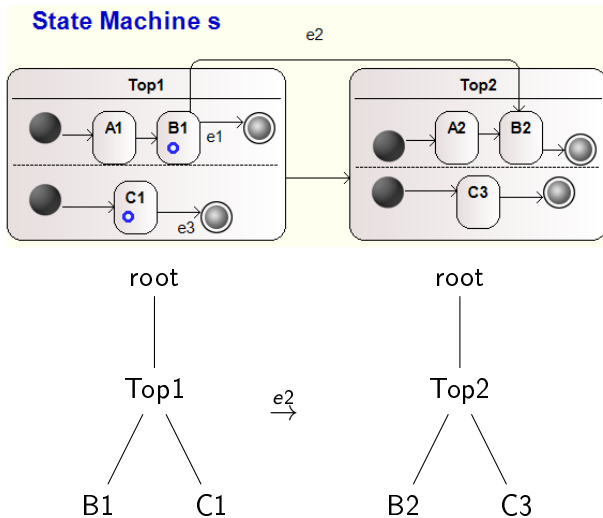 State Machine s
e2
Top1
Top2
A1
B1
e1
A2
B2
C1
e3
C3
root
root
Top1
e2
→
Top2
B1
C1
B2
C3